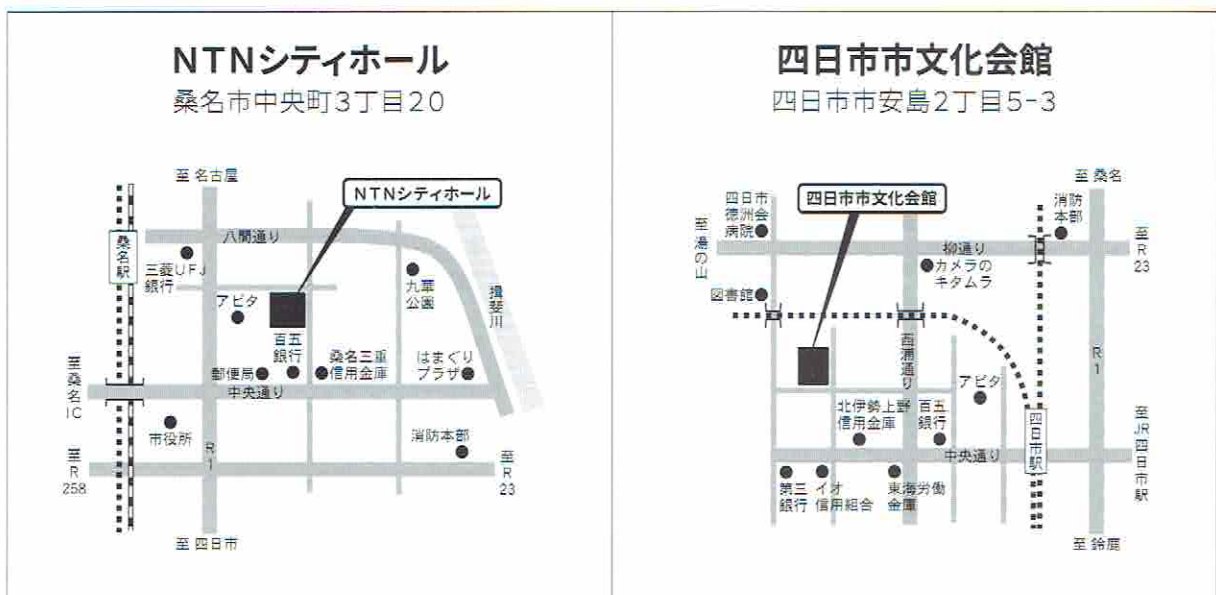 NTNシティホール
桑名市中央町3丁目20
至 名古屋
NTNシティホール
八間通り
桑名駅
三菱UFJ
銀行
アピタ
九華
公園
揖斐川
百五
銀行
桑名三重
信用金庫
はまぐり
プラザ
郵便局
中央通り
至桑名IC
市役所
R1
消防本部
至R258
至R23
至 四日市
四日市市文化会館
四日市市安島2丁目5-3
至 桑名
四日市
徳洲会
病院
四日市市文化会館
消防
本部
至湯の山
柳通り
至R23
カメラの
キタムラ
図書館
西浦通り
R1
アピタ
北伊勢上野
信用金庫
百五
銀行
四日市駅
至JR四日市駅
中央通り
第三
銀行
イオ
信用組合
東海労働
金庫
至 鈴鹿